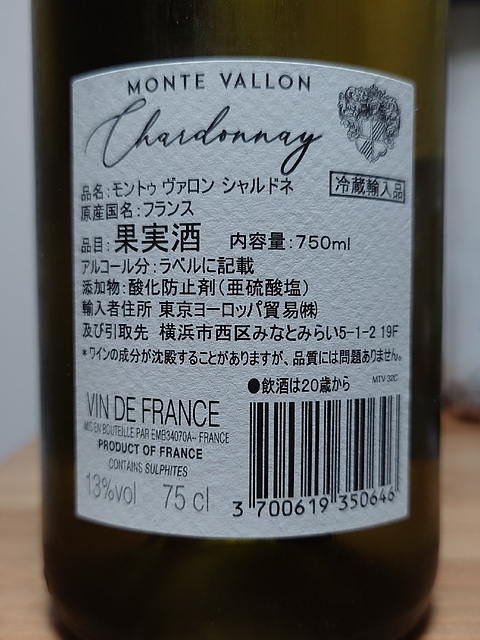 MONTE VALLON
Chardonnay
品名:モントゥ ヴァロン シャルドネ
冷蔵輸入品
原産国名:フランス
品目:果実酒 内容量:750ml
アルコール分:ラベルに記載
添加物:酸化防止剤(亜硫酸塩)
輸入者住所 東京ヨーロッパ貿易㈱
及び引取先 横浜市西区みなとみらい5-1-2 19F
*ワインの成分が沈殿することがありますが、品質には問題ありません。
●飲酒は20歳から MTV 32C
VIN DE FRANCE
MIS EN BOUTEILLE PAR EMB34070A- FRANCE
PRODUCT OF FRANCE
CONTAINS SULPHITES
13%vol 75 cl
3 700619 350646